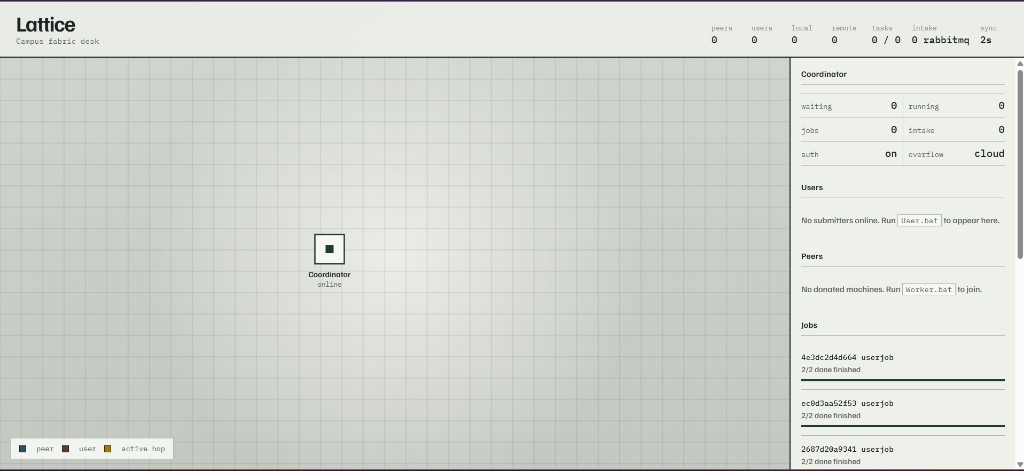 Lattice
Campus fabric desk
peers users local remote tasks intake sync
0 0 0 0 0 / 0 0 rabbitmq 2s
Coordinator
online
peer user active hop
Coordinator
waiting 0 running 0
jobs 0 intake 0
auth on overflow cloud
Users
No submitters online. Run User.bat to appear here.
Peers
No donated machines. Run Worker.bat to join.
Jobs
4e3dc2d4d664 userjob
2/2 done finished
ec0d3aa52f53 userjob
2/2 done finished
2687d20a9341 userjob
2/2 done finished